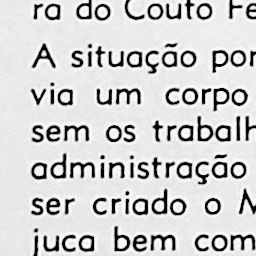 ra do Couto Fe
A situação por
via um corpo
sem os trabalh
administração
ser criado o M
juca bem com